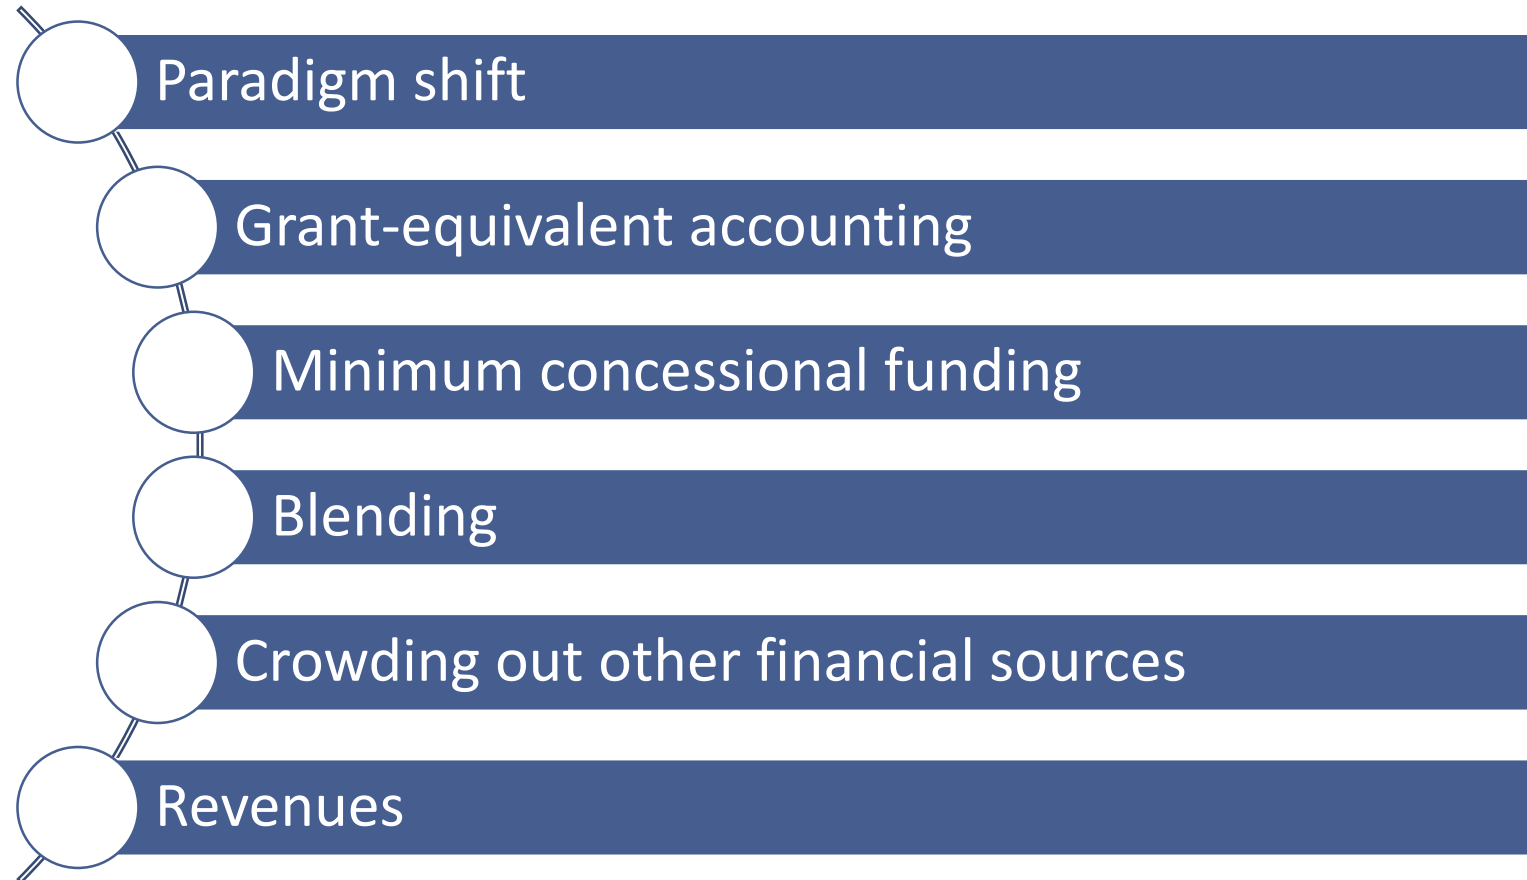 Paradigm shift
Grant-equivalent accounting
Minimum concessional funding
Blending
Crowding out other financial sources
Revenues